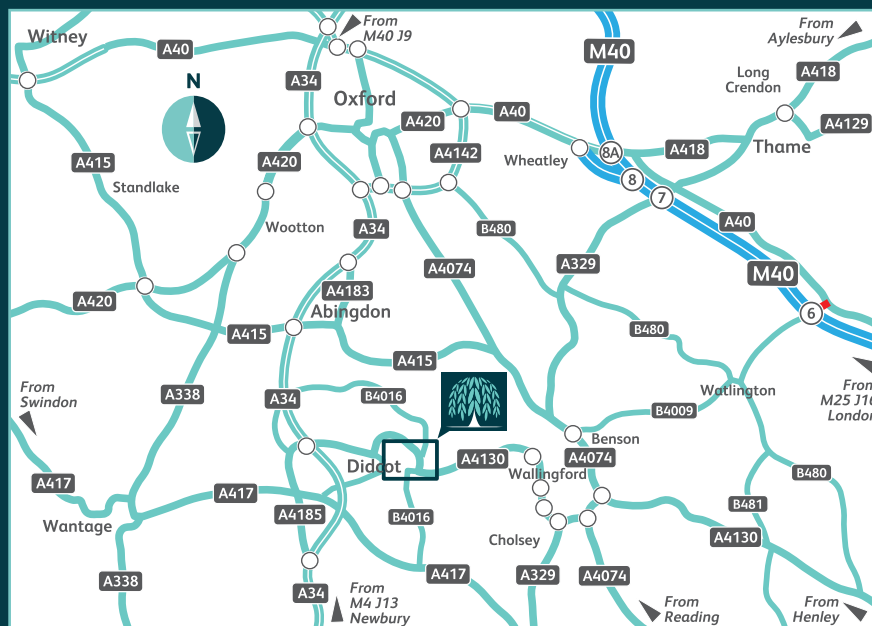 From
M40 J9
From
Aylesbury
Witney
A40
M40
Long
Crendon
A418
N
A34
Oxford
A420
A40
A4129
A418
Thame
A4142
Wheatley
8A
A415
A420
8
7
Standlake
Wootton
A34
B480
A40
A329
A4074
M40
A420
A4183
Abingdon
6
A415
B480
A415
From
Swindon
A338
A34
B4016
Watlington
From
M25 J16
London
B4009
Benson
Didcot
A4130
A4074
Wallingford
B480
A417
A417
B481
Wantage
A4185
B4016
Cholsey
A4130
A338
A417
A329
A4074
A34
From
M4 J13
Newbury
From
Reading
From
Henley